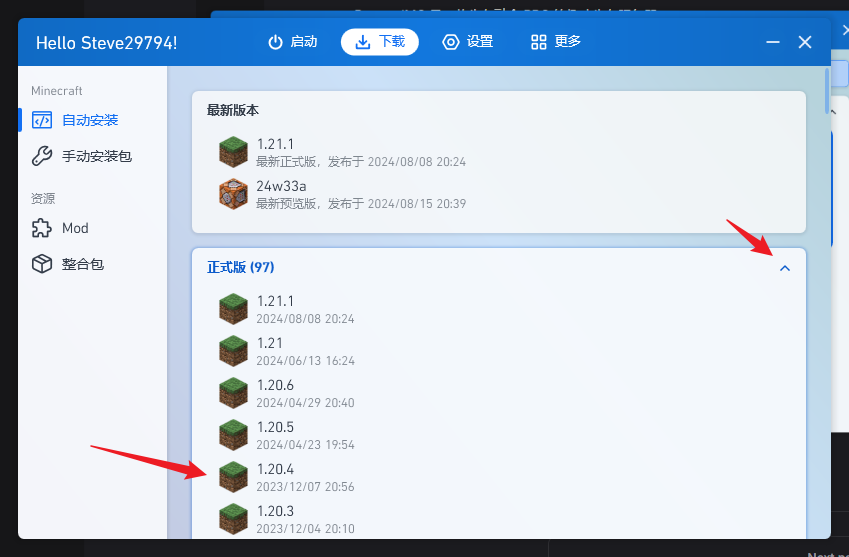 Hello Steve29794!
启动
下载
设置
更多
Minecraft
自动安装
手动安装包
资源
Mod
整合包
最新版本
1.21.1
最新正式版，发布于 2024/08/08 20:24
24w33a
最新预览版，发布于 2024/08/15 20:39
正式版 (97)
1.21.1
2024/08/08 20:24
1.21
2024/06/13 16:24
1.20.6
2024/04/29 20:40
1.20.5
2024/04/23 19:54
1.20.4
2023/12/07 20:56
1.20.3
2023/12/04 20:10